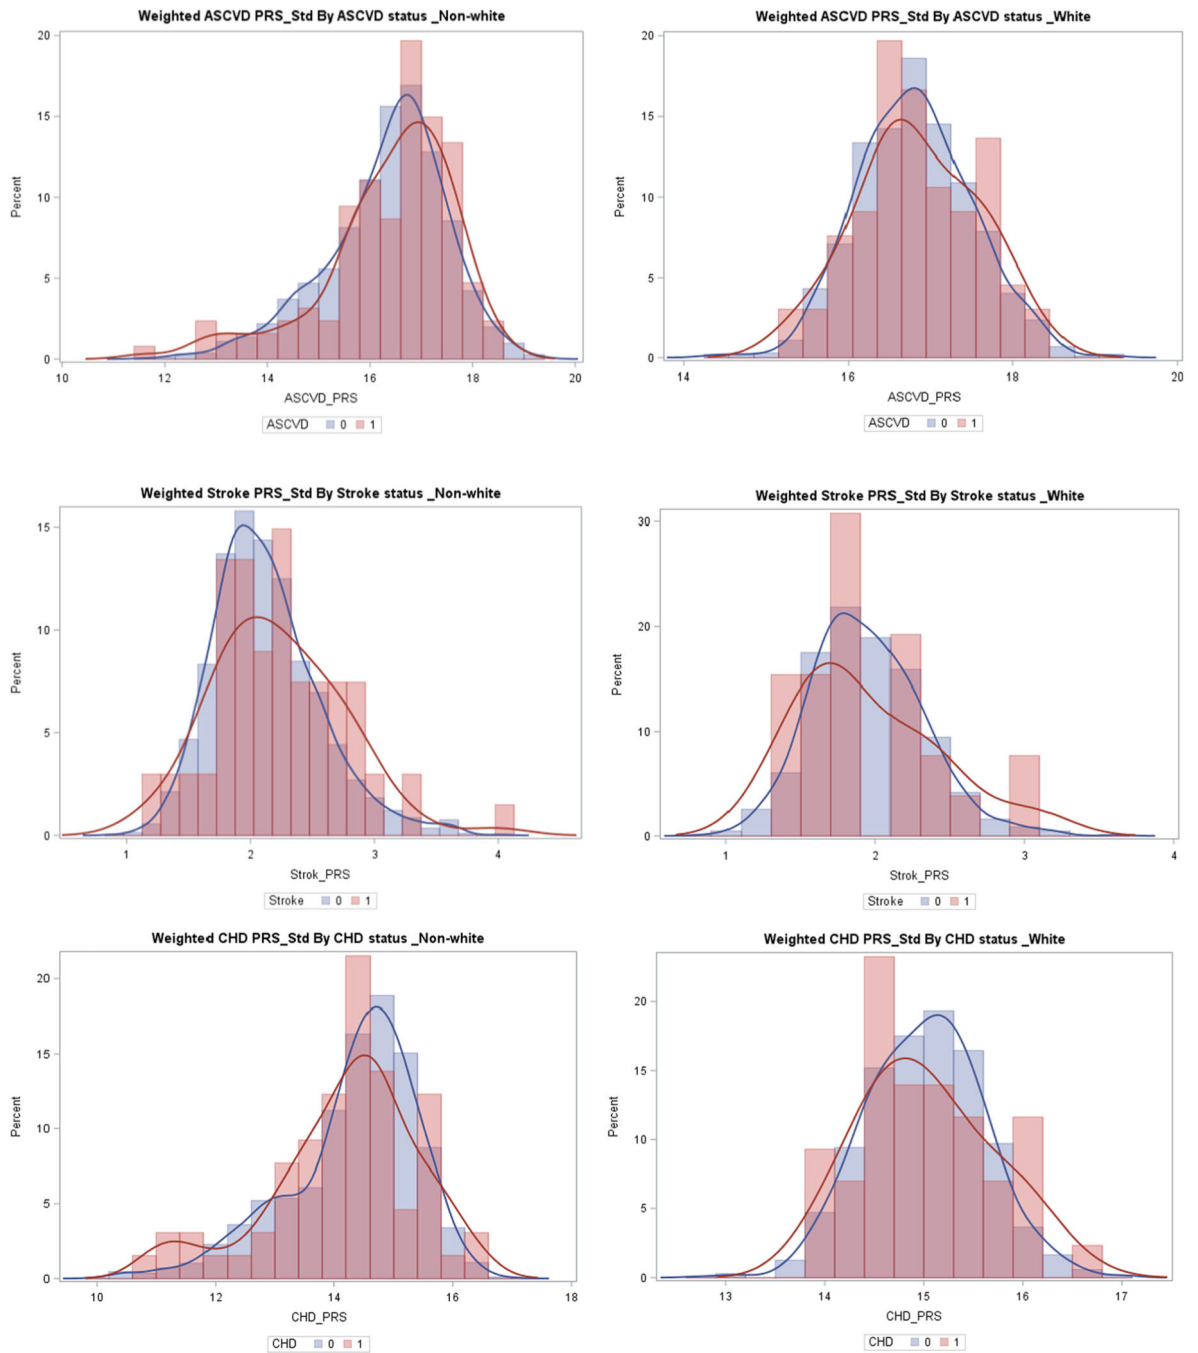 Weighted ASCVD PRS_Std By ASCVD status _Non-white
20
15
10
5
0
Percent
10 12 14 16 18 20
ASCVD_PRS
ASCVD 0 1
Weighted ASCVD PRS_Std By ASCVD status _White
20
15
10
5
0
Percent
14 16 18 20
ASCVD_PRS
ASCVD 0 1
Weighted Stroke PRS_Std By Stroke status _Non-white
15
10
5
0
Percent
1 2 3 4
Strok_PRS
Stroke 0 1
Weighted Stroke PRS_Std By Stroke status _White
30
20
10
0
Percent
1 2 3 4
Strok_PRS
Stroke 0 1
Weighted CHD PRS_Std By CHD status _Non-white
20
15
10
5
0
Percent
10 12 14 16 18
CHD_PRS
CHD 0 1
Weighted CHD PRS_Std By CHD status _White
20
15
10
5
0
Percent
13 14 15 16 17
CHD_PRS
CHD 0 1